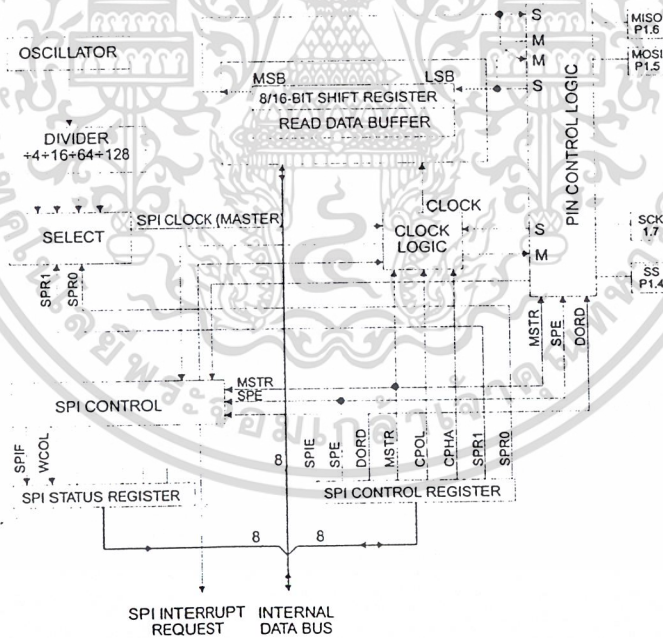 S
MISO
P1.6
M
M
MOSI
P1.5
OSCILLATOR
MSB
LSB
S
8/16-BIT SHIFT REGISTER
READ DATA BUFFER
DIVIDER
÷4÷16÷64÷128
PIN CONTROL LOGIC
SPI CLOCK (MASTER
CLOCK
SELECT
CLOCK
LOGIC
S
SCK
1.7
M
SS
P1.4
SPR1
SPR0
MSTR
SPE
DORD
MSTR
SPE
SPI CONTROL
8
SPIF
WCOL
SPIE
SPE
DORD
MSTR
CPOL
CPHA
SPR1
SPR0
SPI STATUS REGISTER
SPI CONTROL REGISTER
8
8
SPI INTERRUPT
REQUEST
INTERNAL
DATA BUS